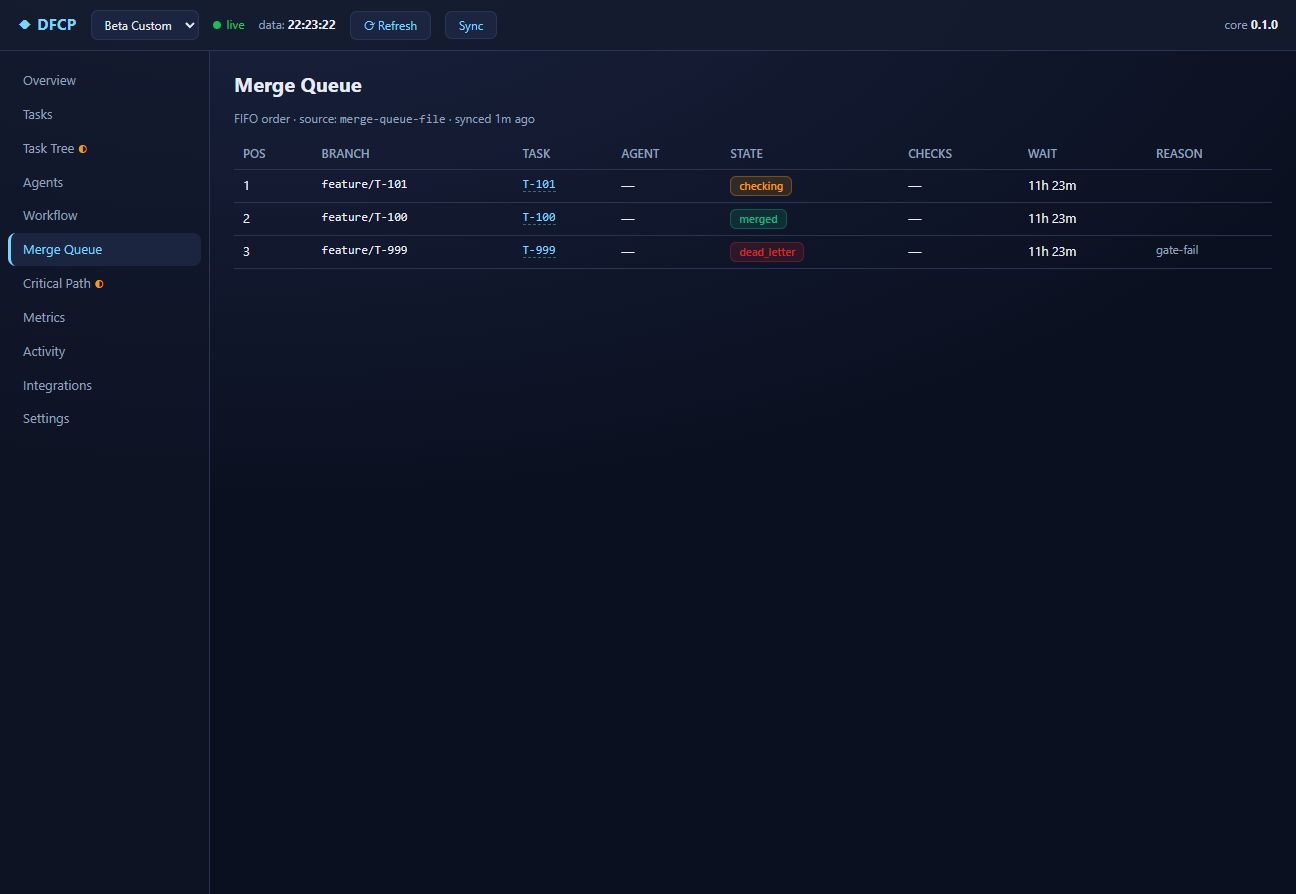 ◆ DFCP Beta Custom live data: 22:23:22 ⟳ Refresh Sync core 0.1.0
Overview
Tasks
Task Tree
Agents
Workflow
Merge Queue
Critical Path
Metrics
Activity
Integrations
Settings
Merge Queue
FIFO order · source: merge-queue-file · synced 1m ago
POS BRANCH TASK AGENT STATE CHECKS WAIT REASON
1 feature/T-101 T-101 — checking — 11h 23m
2 feature/T-100 T-100 — merged — 11h 23m
3 feature/T-999 T-999 — dead_letter — 11h 23m gate-fail